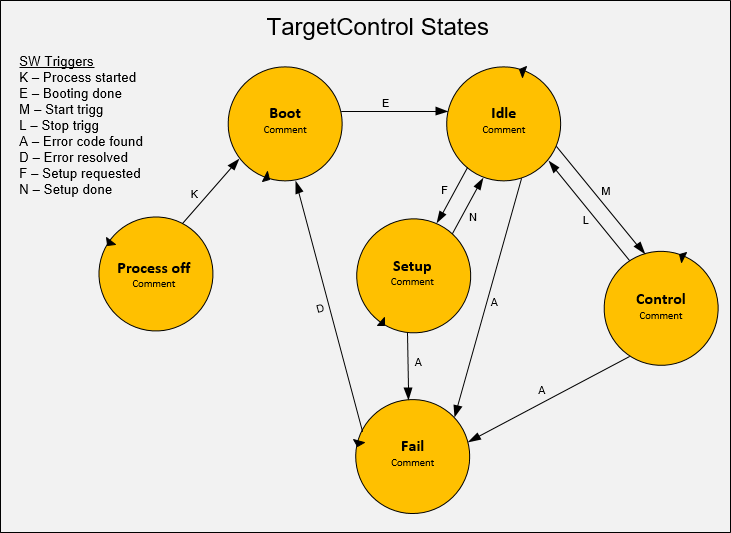 TargetControl States
SW Triggers
K – Process started
E – Booting done
M – Start trigg
L – Stop trigg
A – Error code found
D – Error resolved
F – Setup requested
N – Setup done
Boot
Comment
E
Idle
Comment
K
F
N
M
L
Process off
Comment
Setup
Comment
Control
Comment
D
A
A
A
Fail
Comment